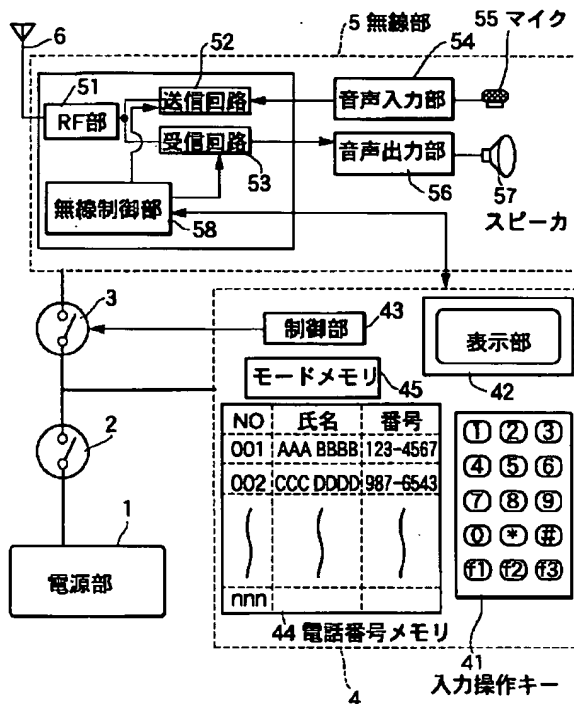 5 無線部
55 マイク
6
52
54
51
送信回路
音声入力部
RF部
受信回路
音声出力部
53
56
57
スピーカ
無線制御部
58
3
制御部
43
表示部
42
モードメモリ
45
2
NO 氏名 番号
001 AAA BBBB 123-4567
002 CCC DDDD 987-6543
nnn
1 2 3
4 5 6
7 8 9
0 * #
f1 f2 f3
1
電源部
44 電話番号メモリ
41
入力操作キー
4